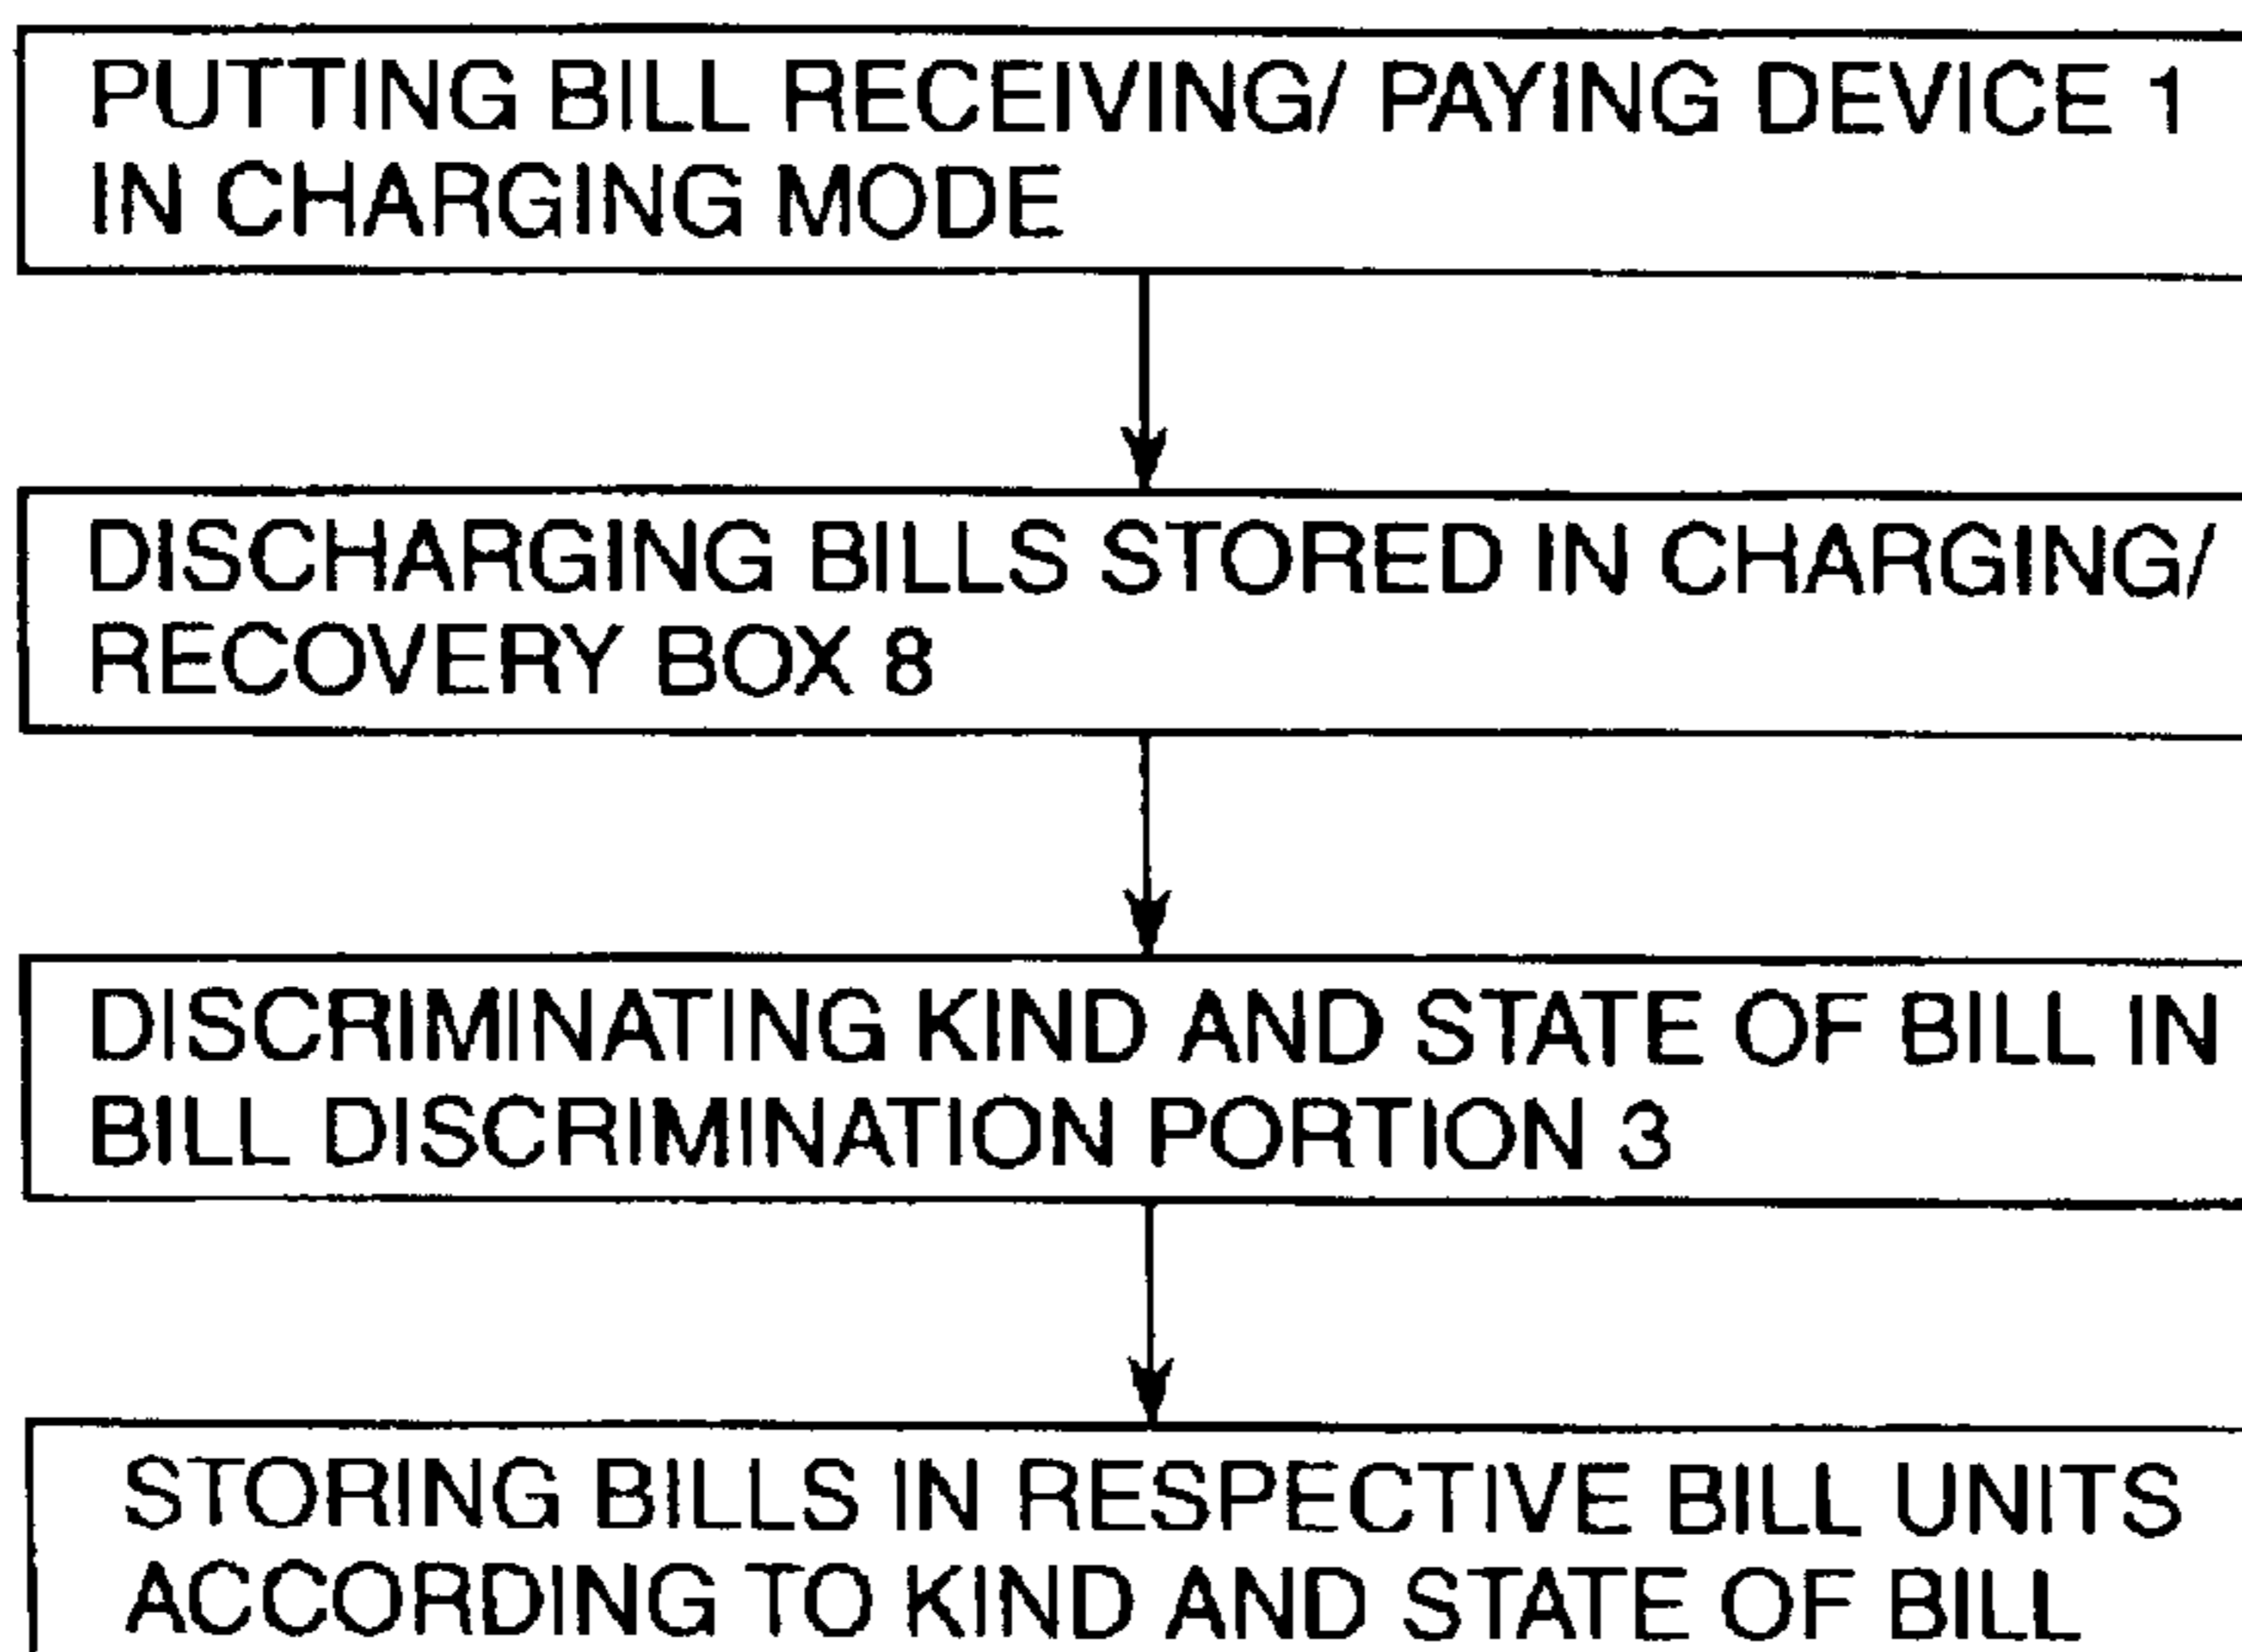 PUTTING BILL RECEIVING/ PAYING DEVICE 1
IN CHARGING MODE
DISCHARGING BILLS STORED IN CHARGING/
RECOVERY BOX 8
DISCRIMINATING KIND AND STATE OF BILL IN
BILL DISCRIMINATION PORTION 3
STORING BILLS IN RESPECTIVE BILL UNITS
ACCORDING TO KIND AND STATE OF BILL